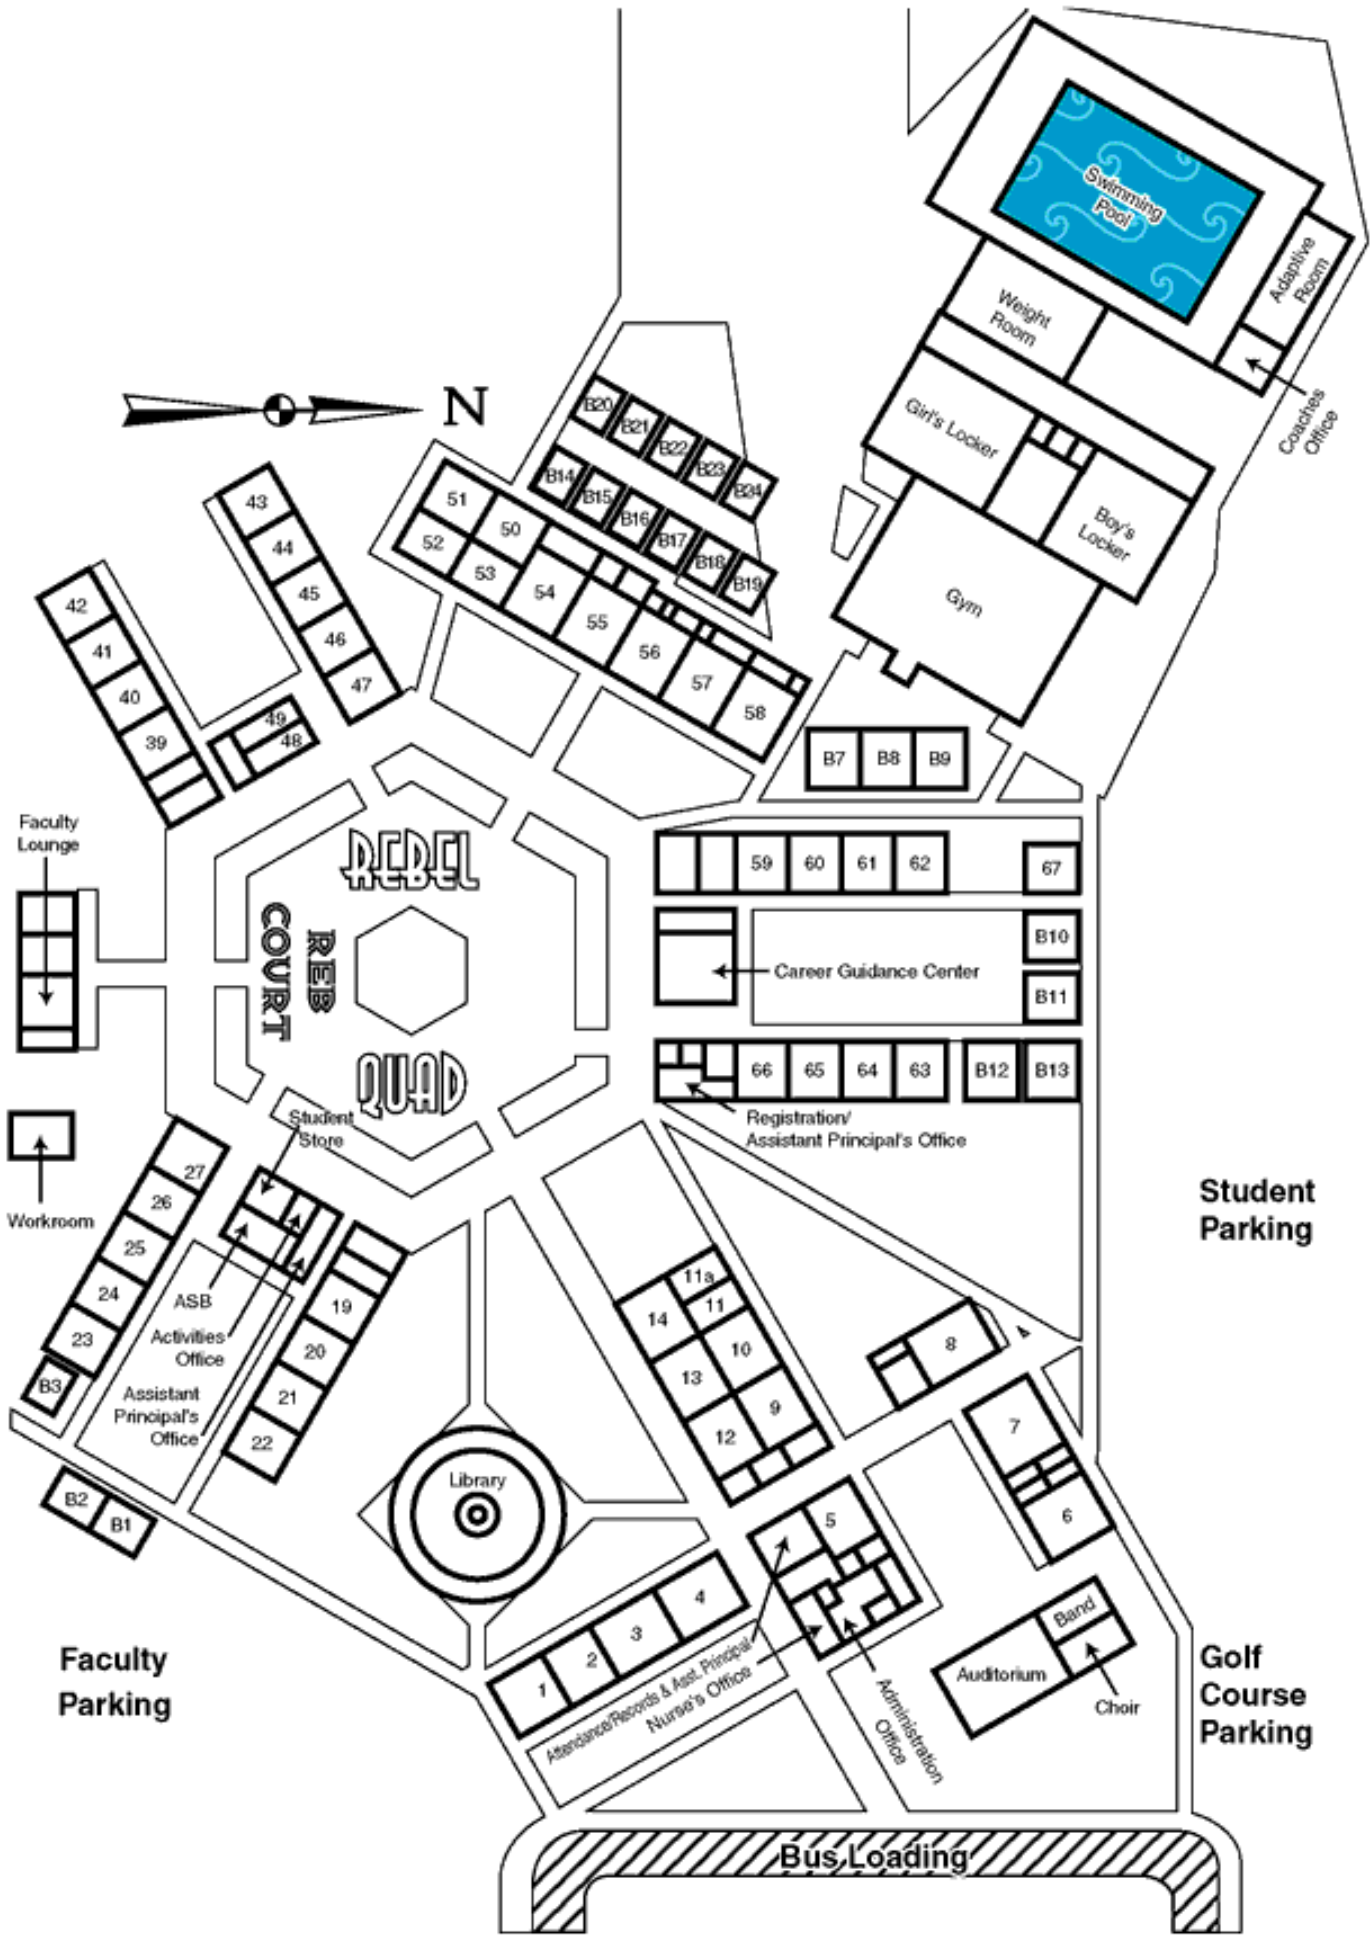 Swimming
Pool
Adaptive
Room
Weight
Room
Coaches
Office
N
Girl's Locker
Boy's
Locker
Gym
B20
B21
B22
B23
B24
B14
B15
B16
B17
B18
B19
51
50
52
53
54
55
56
57
58
43
44
45
46
47
42
41
40
39
49
48
B7
B8
B9
Faculty
Lounge
REBEL
REB
COURT
QUAD
59
60
61
62
67
B10
Career Guidance Center
B11
66
65
64
63
B12
B13
Registration/
Assistant Principal's Office
Student
Store
Workroom
27
26
25
24
23
B3
ASB
Activities
Office
Assistant
Principal's
Office
19
20
21
22
B2
B1
Student
Parking
11a
14
11
10
13
9
12
8
7
6
5
Library
4
3
2
1
Attendance/Records & Asst. Principal
Nurse's Office
Administration
Office
Band
Auditorium
Choir
Faculty
Parking
Golf
Course
Parking
Bus Loading